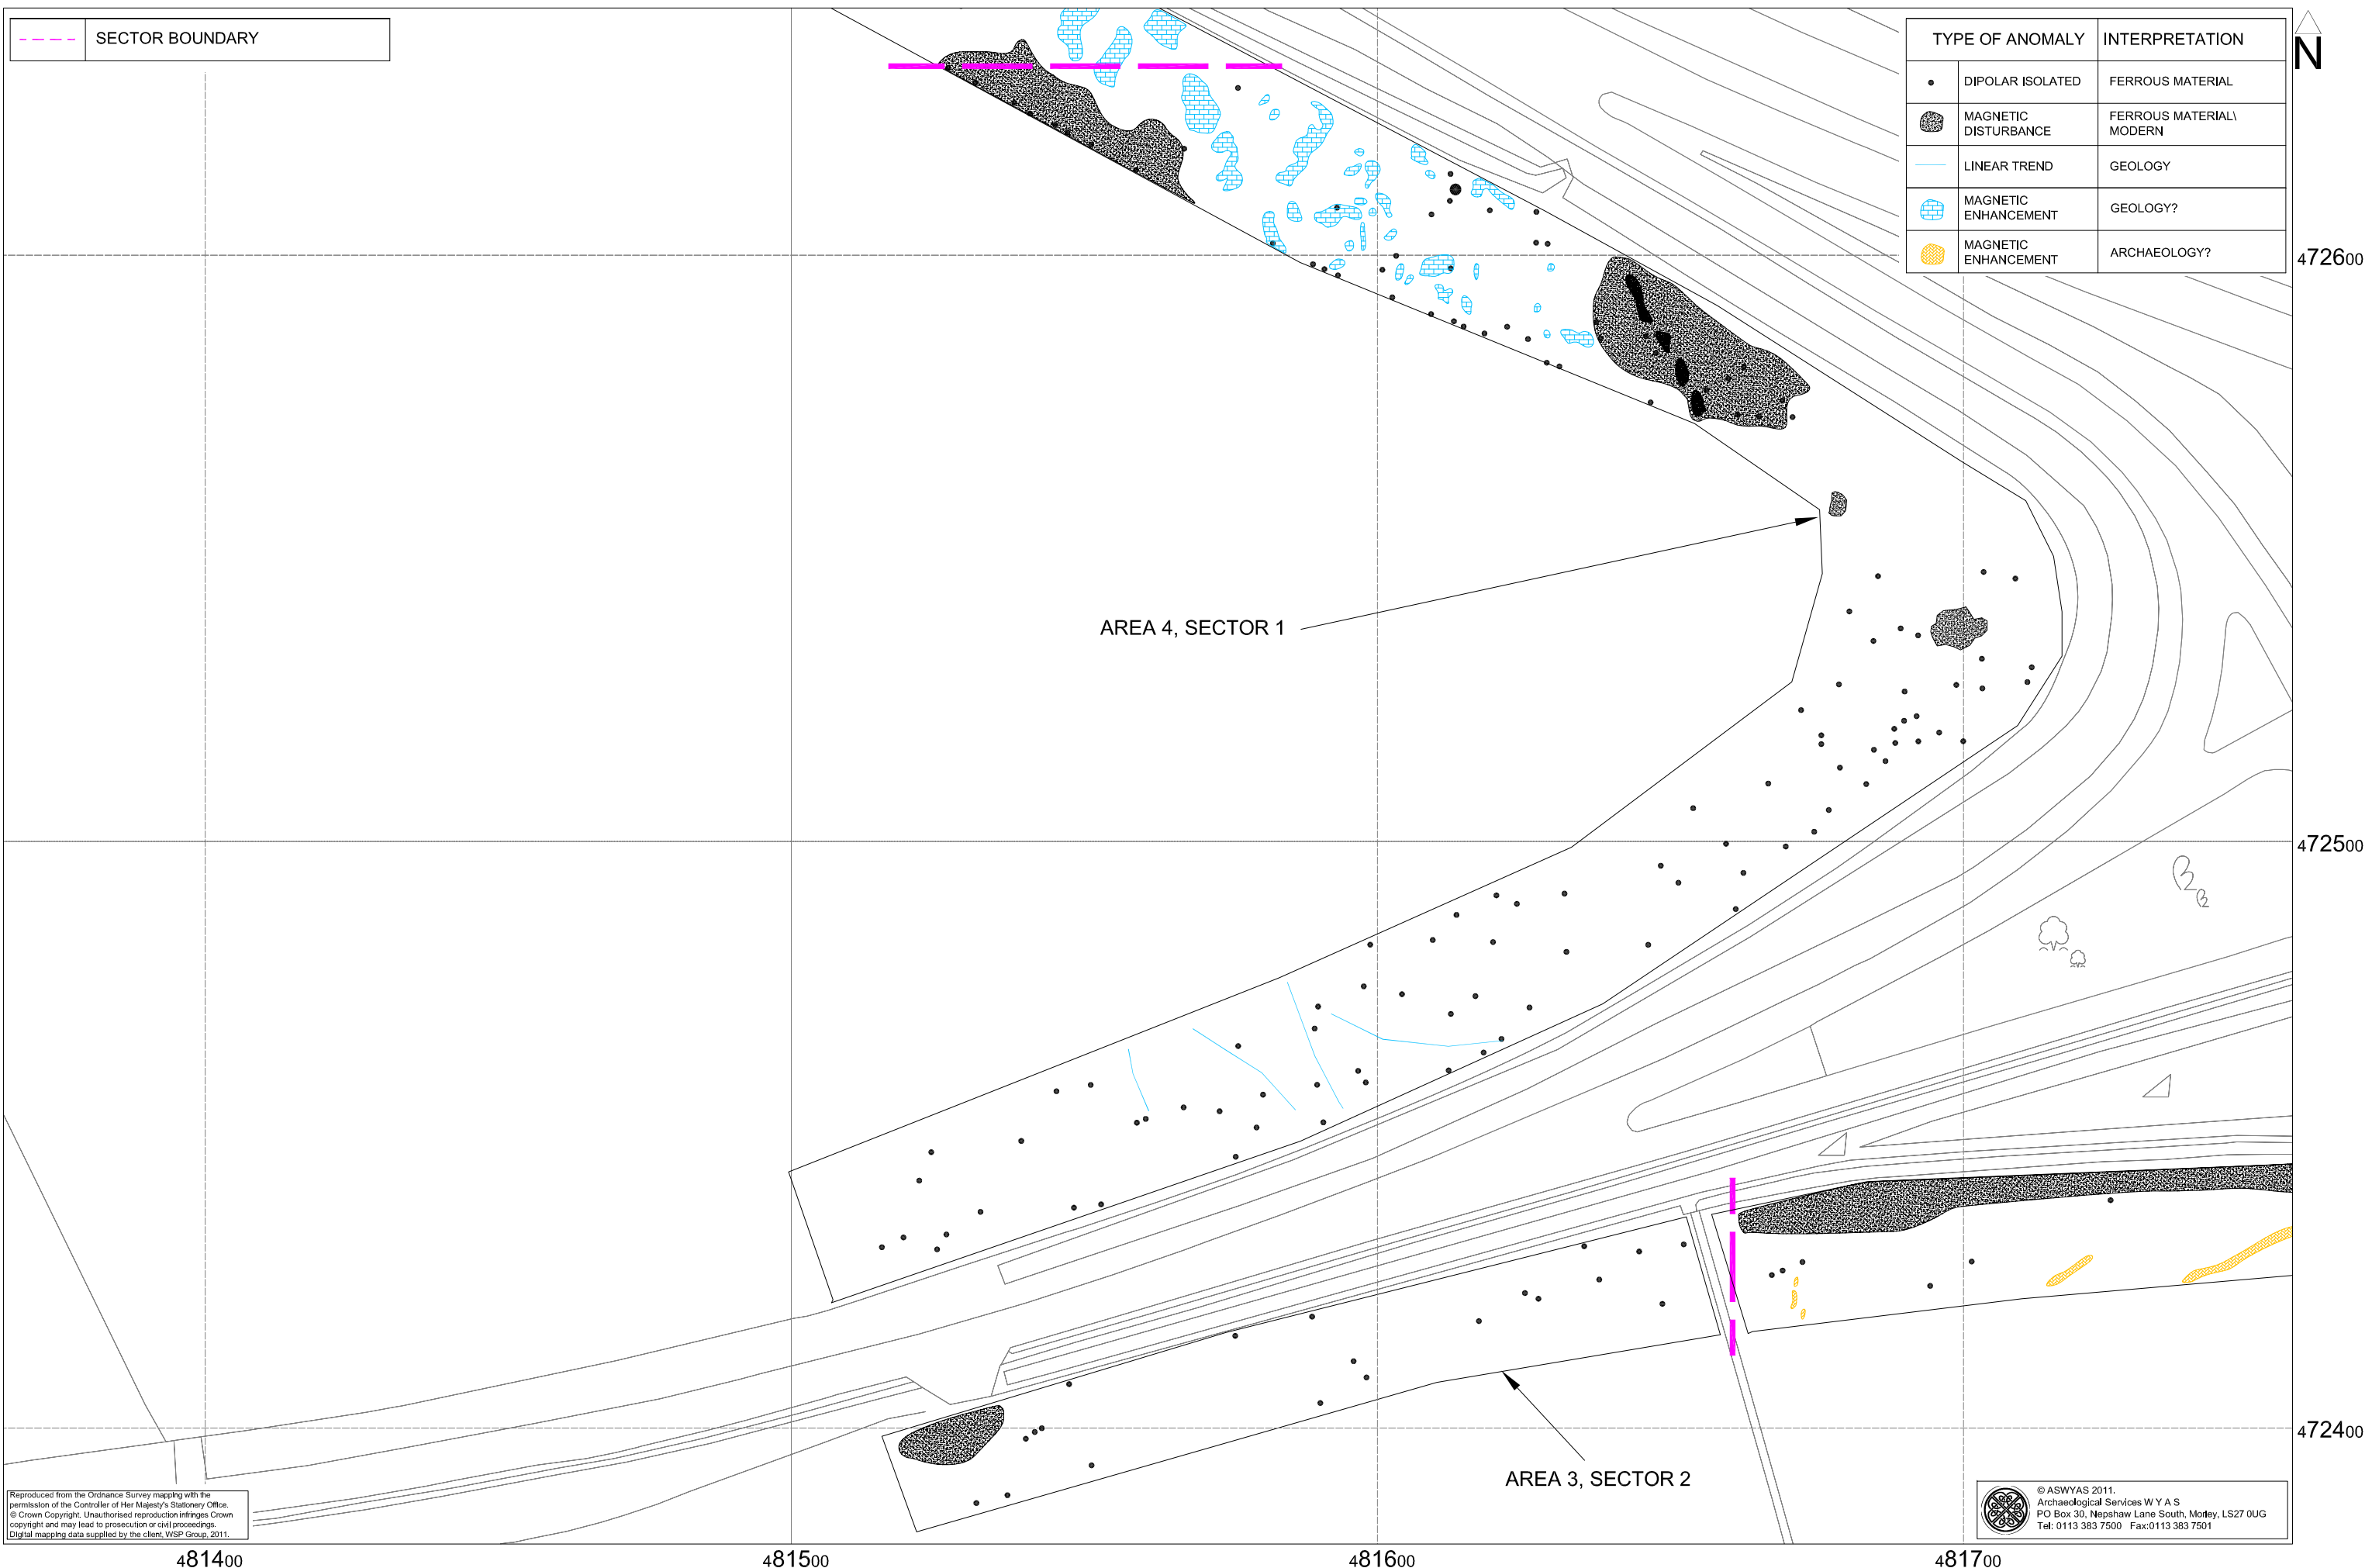 SECTOR BOUNDARY
TYPE OF ANOMALY INTERPRETATION
DIPOLAR ISOLATED FERROUS MATERIAL
MAGNETIC DISTURBANCE FERROUS MATERIAL\ MODERN
LINEAR TREND GEOLOGY
MAGNETIC ENHANCEMENT GEOLOGY?
MAGNETIC ENHANCEMENT ARCHAEOLOGY?
N
472600
AREA 4, SECTOR 1
472500
472400
AREA 3, SECTOR 2
Reproduced from the Ordnance Survey mapping with the
permission of the Controller of Her Majesty's Stationery Office.
© Crown Copyright. Unauthorised reproduction infringes Crown
copyright and may lead to prosecution or civil proceedings.
Digital mapping data supplied by the client, WSP Group, 2011.
© ASWYAS 2011.
Archaeological Services W Y A S
PO Box 30, Nepshaw Lane South, Morley, LS27 0UG
Tel: 0113 383 7500 Fax:0113 383 7501
481400
481500
481600
481700